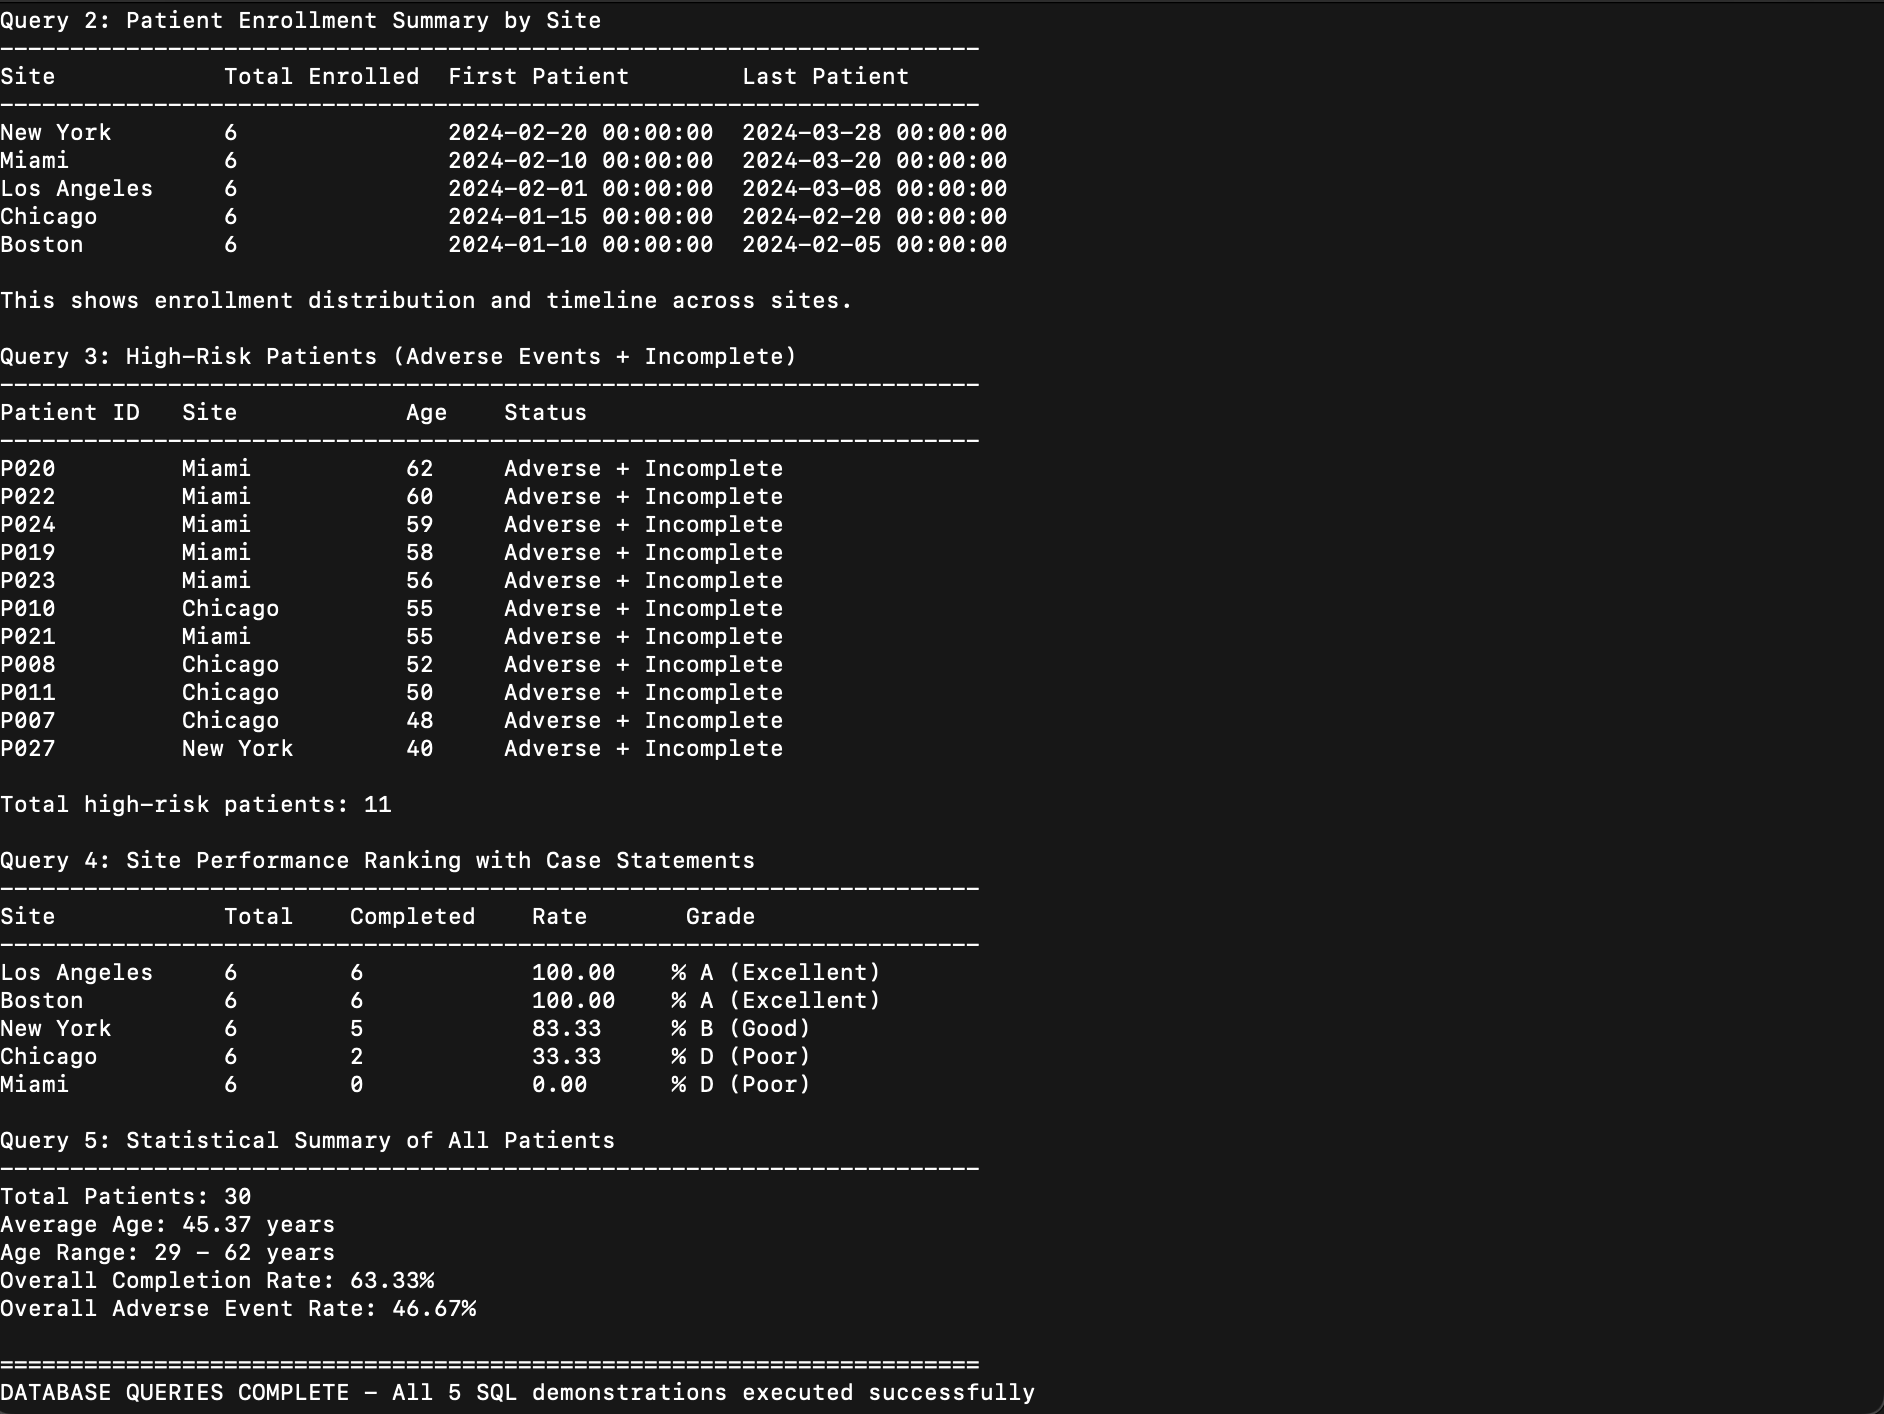 Query 2: Patient Enrollment Summary by Site
----------------------------------------------------------------------
Site            Total Enrolled  First Patient        Last Patient
----------------------------------------------------------------------
New York        6               2024-02-20 00:00:00  2024-03-28 00:00:00
Miami           6               2024-02-10 00:00:00  2024-03-20 00:00:00
Los Angeles     6               2024-02-01 00:00:00  2024-03-08 00:00:00
Chicago         6               2024-01-15 00:00:00  2024-02-20 00:00:00
Boston          6               2024-01-10 00:00:00  2024-02-05 00:00:00

This shows enrollment distribution and timeline across sites.

Query 3: High-Risk Patients (Adverse Events + Incomplete)
----------------------------------------------------------------------
Patient ID   Site            Age    Status
----------------------------------------------------------------------
P020         Miami           62     Adverse + Incomplete
P022         Miami           60     Adverse + Incomplete
P024         Miami           59     Adverse + Incomplete
P019         Miami           58     Adverse + Incomplete
P023         Miami           56     Adverse + Incomplete
P010         Chicago         55     Adverse + Incomplete
P021         Miami           55     Adverse + Incomplete
P008         Chicago         52     Adverse + Incomplete
P011         Chicago         50     Adverse + Incomplete
P007         Chicago         48     Adverse + Incomplete
P027         New York        40     Adverse + Incomplete

Total high-risk patients: 11

Query 4: Site Performance Ranking with Case Statements
----------------------------------------------------------------------
Site            Total    Completed    Rate       Grade
----------------------------------------------------------------------
Los Angeles     6        6            100.00    % A (Excellent)
Boston          6        6            100.00    % A (Excellent)
New York        6        5            83.33     % B (Good)
Chicago         6        2            33.33     % D (Poor)
Miami           6        0            0.00      % D (Poor)

Query 5: Statistical Summary of All Patients
----------------------------------------------------------------------
Total Patients: 30
Average Age: 45.37 years
Age Range: 29 - 62 years
Overall Completion Rate: 63.33%
Overall Adverse Event Rate: 46.67%

======================================================================
DATABASE QUERIES COMPLETE - All 5 SQL demonstrations executed successfully